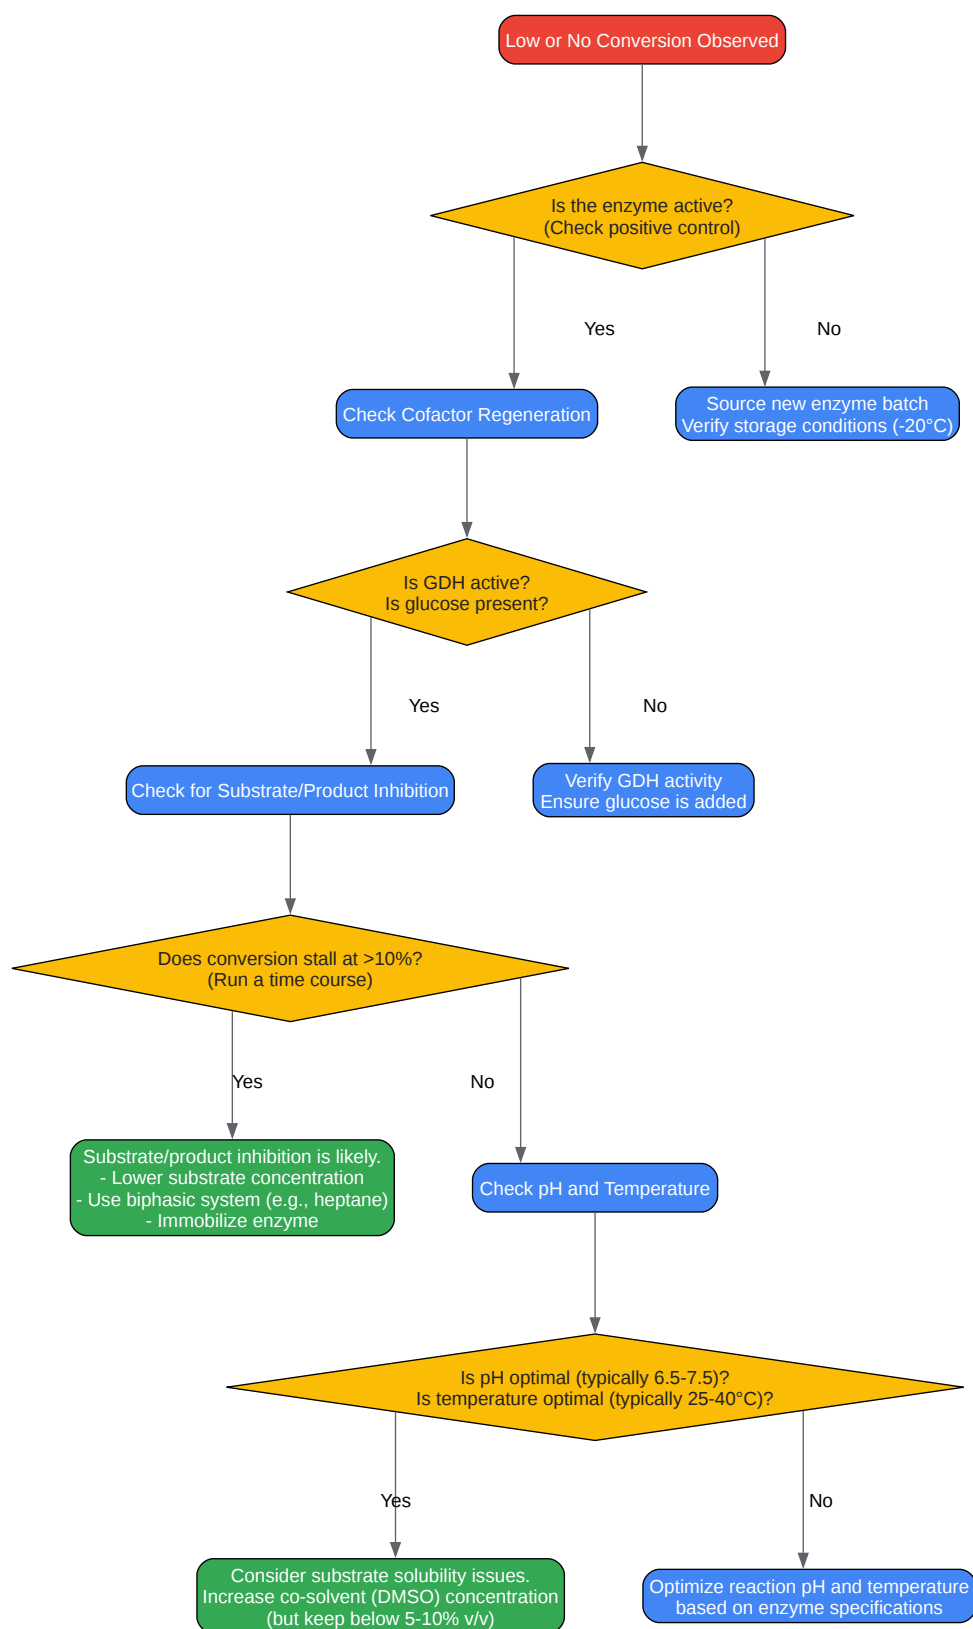 Low or No Conversion Observed
Is the enzyme active?
(Check positive control)
Yes
No
Check Cofactor Regeneration
Source new enzyme batch
Verify storage conditions (-20°C)
Is GDH active?
Is glucose present?
Yes
No
Check for Substrate/Product Inhibition
Verify GDH activity
Ensure glucose is added
Does conversion stall at >10%?
(Run a time course)
Yes
No
Substrate/product inhibition is likely.
- Lower substrate concentration
- Use biphasic system (e.g., heptane)
- Immobilize enzyme
Check pH and Temperature
Is pH optimal (typically 6.5-7.5)?
Is temperature optimal (typically 25-40°C)?
Yes
No
Consider substrate solubility issues.
Increase co-solvent (DMSO) concentration
(but keep below 5-10% v/v)
Optimize reaction pH and temperature
based on enzyme specifications